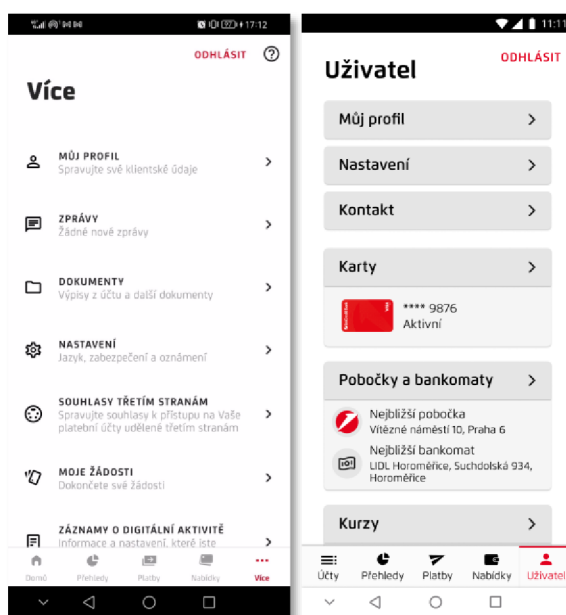 17:12
ODHLÁSIT
Více
MŮJ PROFIL
Spravujte své klientské údaje
ZPRÁVY
Žádné nové zprávy
DOKUMENTY
Výpisy z účtu a další dokumenty
NASTAVENÍ
Jazyk, zabezpečení a oznámení
SOUHLASY TŘETÍM STRANÁM
Spravujte souhlasy k přístupu na Vaše
platební účty udělené třetím stranám
MOJE ŽÁDOSTI
Dokončete své žádosti
ZÁZNAMY O DIGITÁLNÍ AKTIVITĚ
Informace a nastavení, které jste
Domů
Přehledy
Platby
Nabídky
Více
11:11
ODHLÁSIT
Uživatel
Můj profil
Nastavení
Kontakt
Karty
**** 9876
Aktivní
Pobočky a bankomaty
Nejbližší pobočka
Vítězné náměstí 10, Praha 6
Nejbližší bankomat
LIDL Horoměřice, Suchdolská 934,
Horoměřice
Kurzy
Účty
Přehledy
Platby
Nabídky
Uživatel